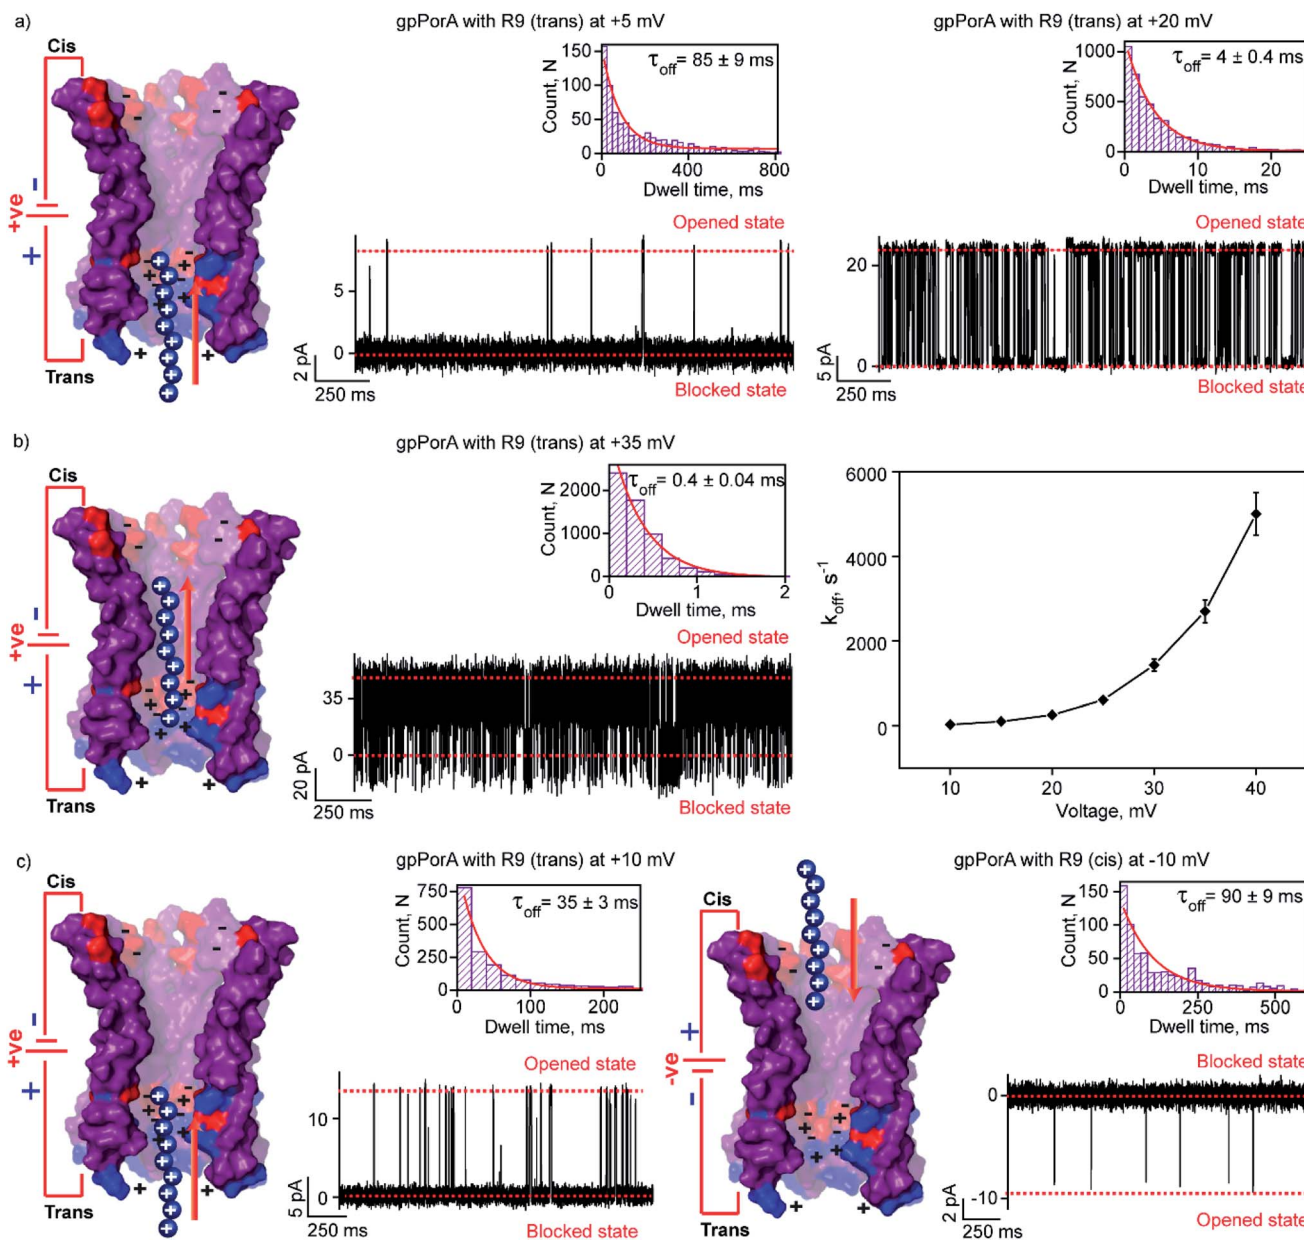 a)
gpPorA with R9 (trans) at +5 mV
gpPorA with R9 (trans) at +20 mV
Cis
- -
+ve
-
+
- + - + - + + +
+ +
Trans
Count, N
150
100
50
0
τoff= 85 ± 9 ms
0 400 800
Dwell time, ms
Opened state
5
0
2 pA
250 ms
Blocked state
Count, N
1000
500
0
τoff= 4 ± 0.4 ms
0 10 20
Dwell time, ms
Opened state
20
0
5 pA
250 ms
Blocked state
b)
gpPorA with R9 (trans) at +35 mV
Cis
- -
+ve
-
+
+ +
Trans
Count, N
2000
1000
0
τoff= 0.4 ± 0.04 ms
0 1 2
Dwell time, ms
Opened state
35
0
20 pA
250 ms
Blocked state
koff, s⁻¹
6000
4000
2000
0
10 20 30 40
Voltage, mV
c)
gpPorA with R9 (trans) at +10 mV
gpPorA with R9 (cis) at -10 mV
Cis
- -
+ve
-
+
+ +
Trans
Count, N
750
500
250
0
τoff= 35 ± 3 ms
0 100 200
Dwell time, ms
Opened state
10
0
5 pA
250 ms
Blocked state
Cis
- -
-ve
+
-
+ +
Trans
Count, N
150
100
50
0
τoff= 90 ± 9 ms
0 250 500
Dwell time, ms
Blocked state
0
-10
2 pA
250 ms
Opened state